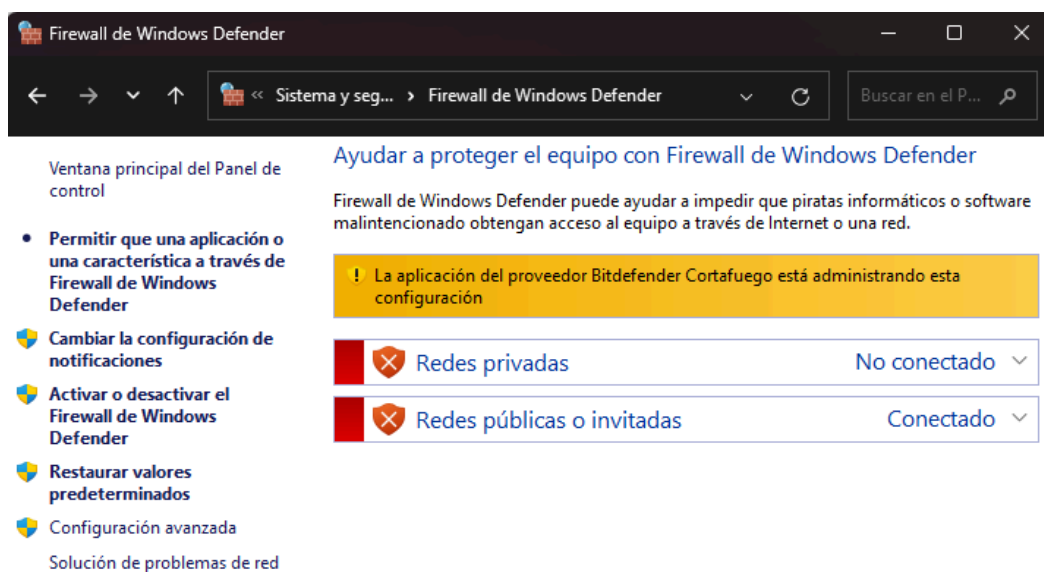 Firewall de Windows Defender
« Sistema y seg... › Firewall de Windows Defender
Buscar en el P...
Ventana principal del Panel de
control
• Permitir que una aplicación o
una característica a través de
Firewall de Windows
Defender
Cambiar la configuración de
notificaciones
Activar o desactivar el
Firewall de Windows
Defender
Restaurar valores
predeterminados
Configuración avanzada
Solución de problemas de red
Ayudar a proteger el equipo con Firewall de Windows Defender
Firewall de Windows Defender puede ayudar a impedir que piratas informáticos o software
malintencionado obtengan acceso al equipo a través de Internet o una red.
La aplicación del proveedor Bitdefender Cortafuego está administrando esta
configuración
Redes privadas No conectado
Redes públicas o invitadas Conectado